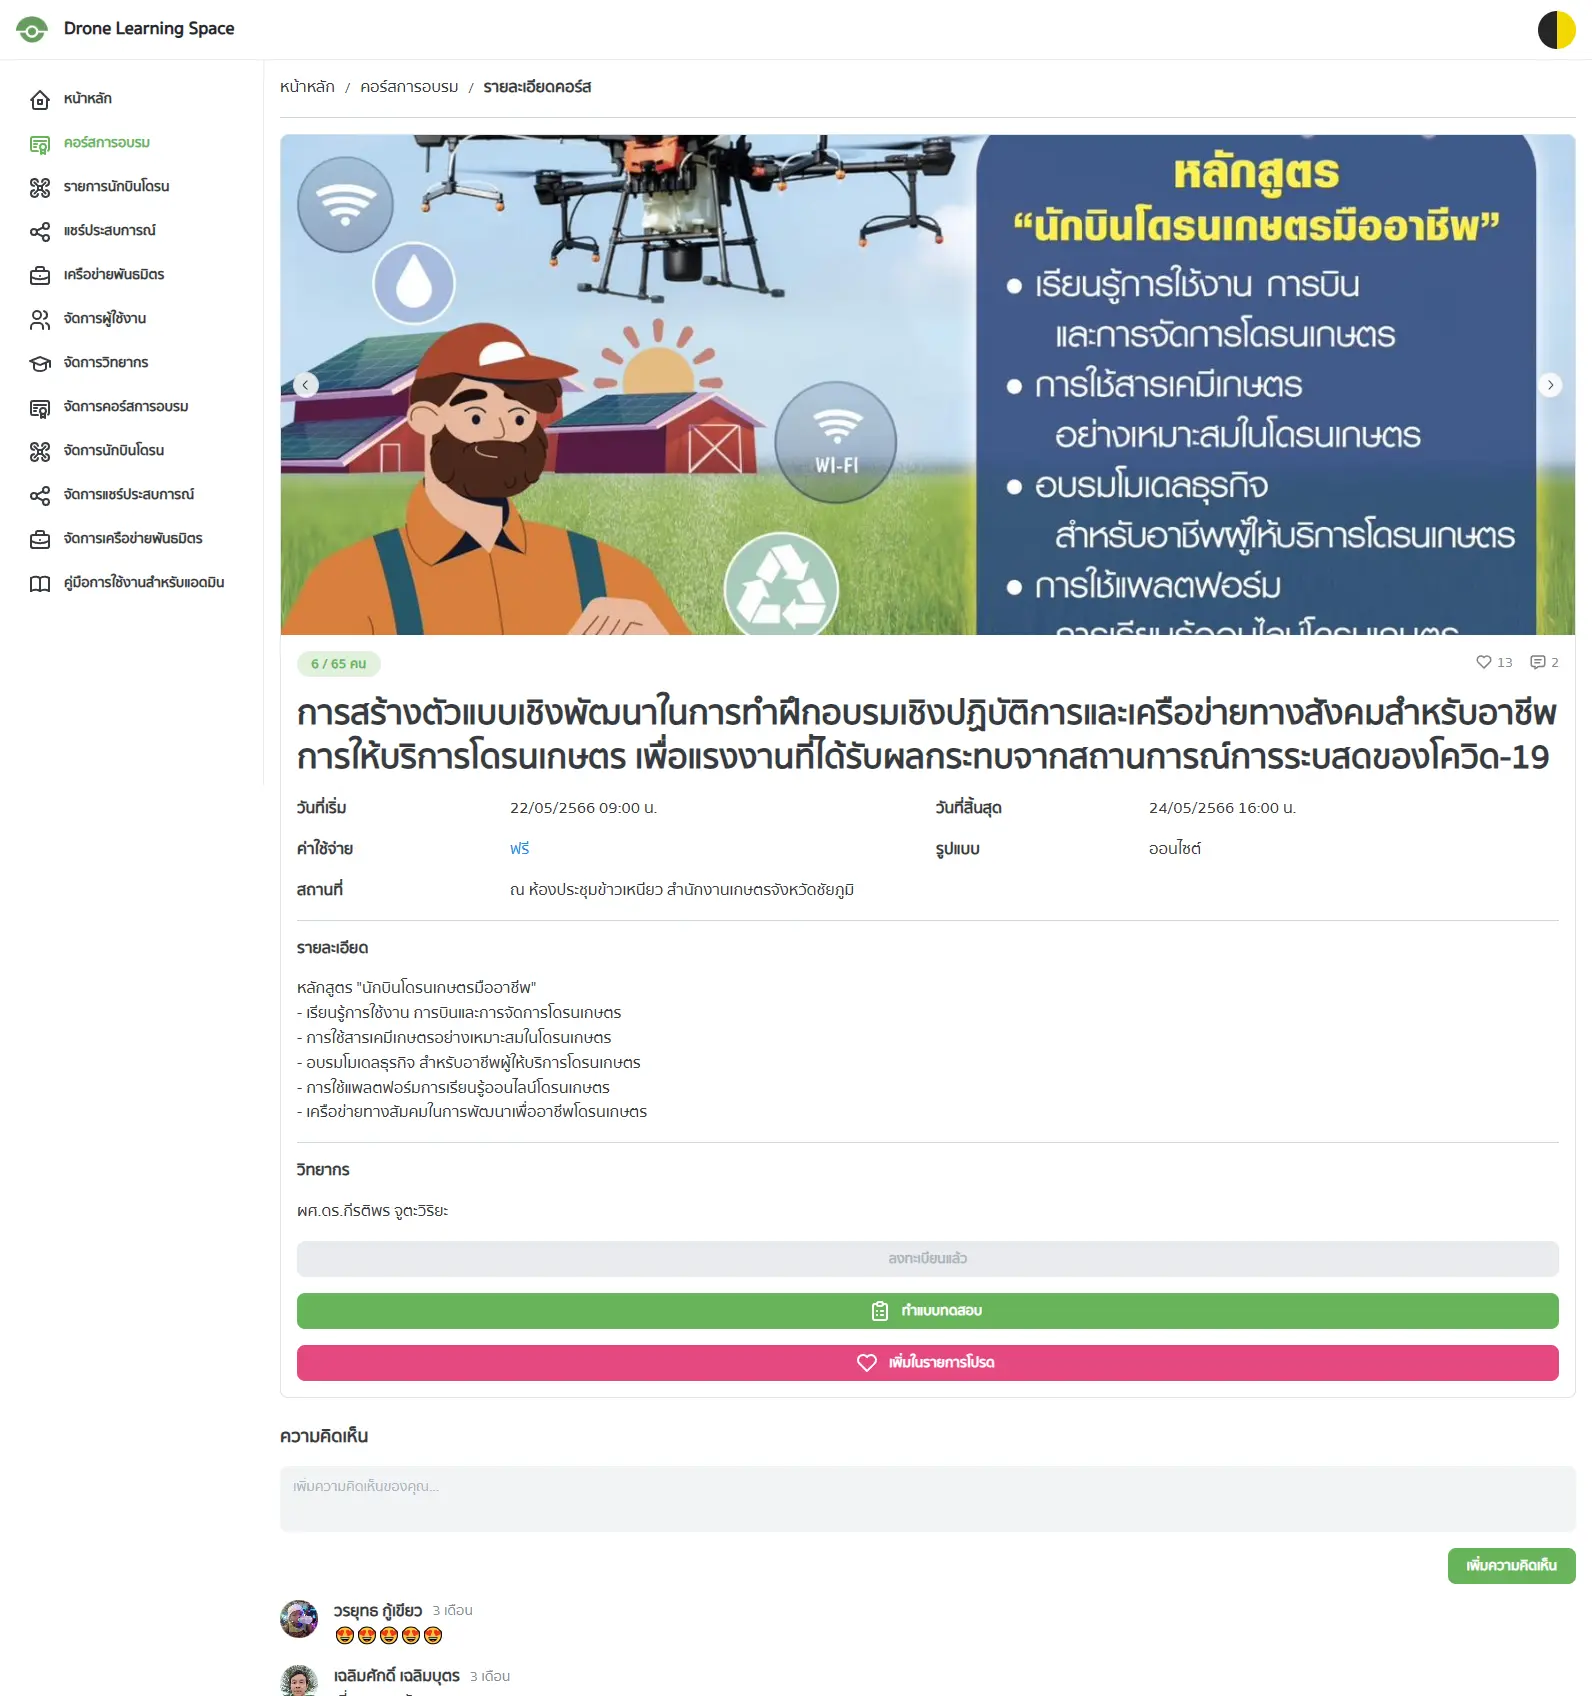 Drone Learning Space
หน้าหลัก
คอร์สการอบรม
รายการนักบินโดรน
แชร์ประสบการณ์
เครือข่ายพันธมิตร
จัดการผู้ใช้งาน
จัดการวิทยากร
จัดการคอร์สการอบรม
จัดการนักบินโดรน
จัดการแชร์ประสบการณ์
จัดการเครือข่ายพันธมิตร
คู่มือการใช้งานสำหรับแอดมิน
หน้าหลัก / คอร์สการอบรม / รายละเอียดคอร์ส
WI-FI
หลักสูตร
“นักบินโดรนเกษตรมืออาชีพ”
● เรียนรู้การใช้งาน การบิน
และการจัดการโดรนเกษตร
● การใช้สารเคมีเกษตร
อย่างเหมาะสมในโดรนเกษตร
● อบรมโมเดลธุรกิจ
สำหรับอาชีพผู้ให้บริการโดรนเกษตร
● การใช้แพลตฟอร์ม
การเรียนรู้ออนไลน์โดรนเกษตร
6 / 65 คน
13 2
การสร้างตัวแบบเชิงพัฒนาในการทำฝึกอบรมเชิงปฏิบัติการและเครือข่ายทางสังคมสำหรับอาชีพ
การให้บริการโดรนเกษตร เพื่อแรงงานที่ได้รับผลกระทบจากสถานการณ์การระบสดของโควิด-19
วันที่เริ่ม 22/05/2566 09:00 น. วันที่สิ้นสุด 24/05/2566 16:00 น.
ค่าใช้จ่าย ฟรี รูปแบบ ออนไซต์
สถานที่ ณ ห้องประชุมข้าวเหนียว สำนักงานเกษตรจังหวัดชัยภูมิ
รายละเอียด
หลักสูตร "นักบินโดรนเกษตรมืออาชีพ"
- เรียนรู้การใช้งาน การบินและการจัดการโดรนเกษตร
- การใช้สารเคมีเกษตรอย่างเหมาะสมในโดรนเกษตร
- อบรมโมเดลธุรกิจ สำหรับอาชีพผู้ให้บริการโดรนเกษตร
- การใช้แพลตฟอร์มการเรียนรู้ออนไลน์โดรนเกษตร
- เครือข่ายทางสัมคมในการพัฒนาเพื่ออาชีพโดรนเกษตร
วิทยากร
ผศ.ดร.กีรติพร จูตะวิริยะ
ลงทะเบียนแล้ว
ทำแบบทดสอบ
เพิ่มในรายการโปรด
ความคิดเห็น
เพิ่มความคิดเห็นของคุณ...
เพิ่มความคิดเห็น
วรยุทธ กู้เขียว 3 เดือน
😍😍😍😍😍
เฉลิมศักดิ์ เฉลิมบุตร 3 เดือน